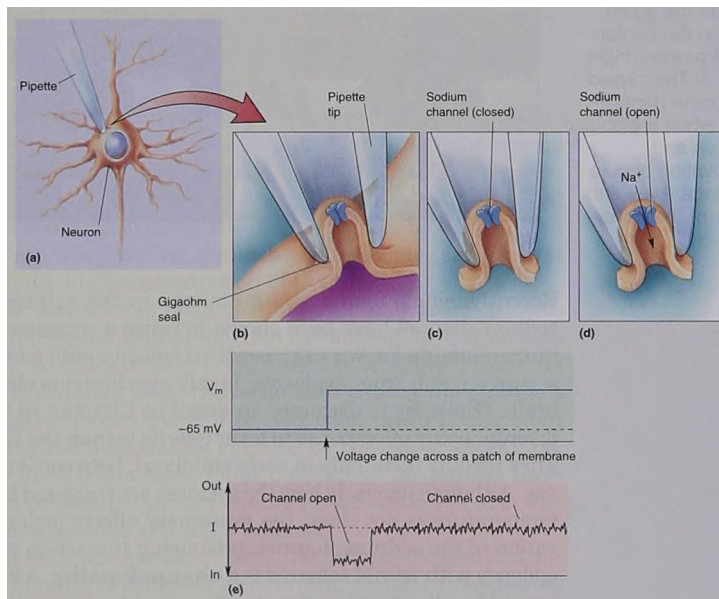 Pipette
Neuron
(a)
Pipette
tip
Pipette
Gigaohm
seal
(b)
Sodium
channel (closed)
(c)
Sodium
channel (open)
Na+
(d)
Vm
−65 mV
Voltage change across a patch of membrane
Out
I
In
Channel open
Channel closed
(e)